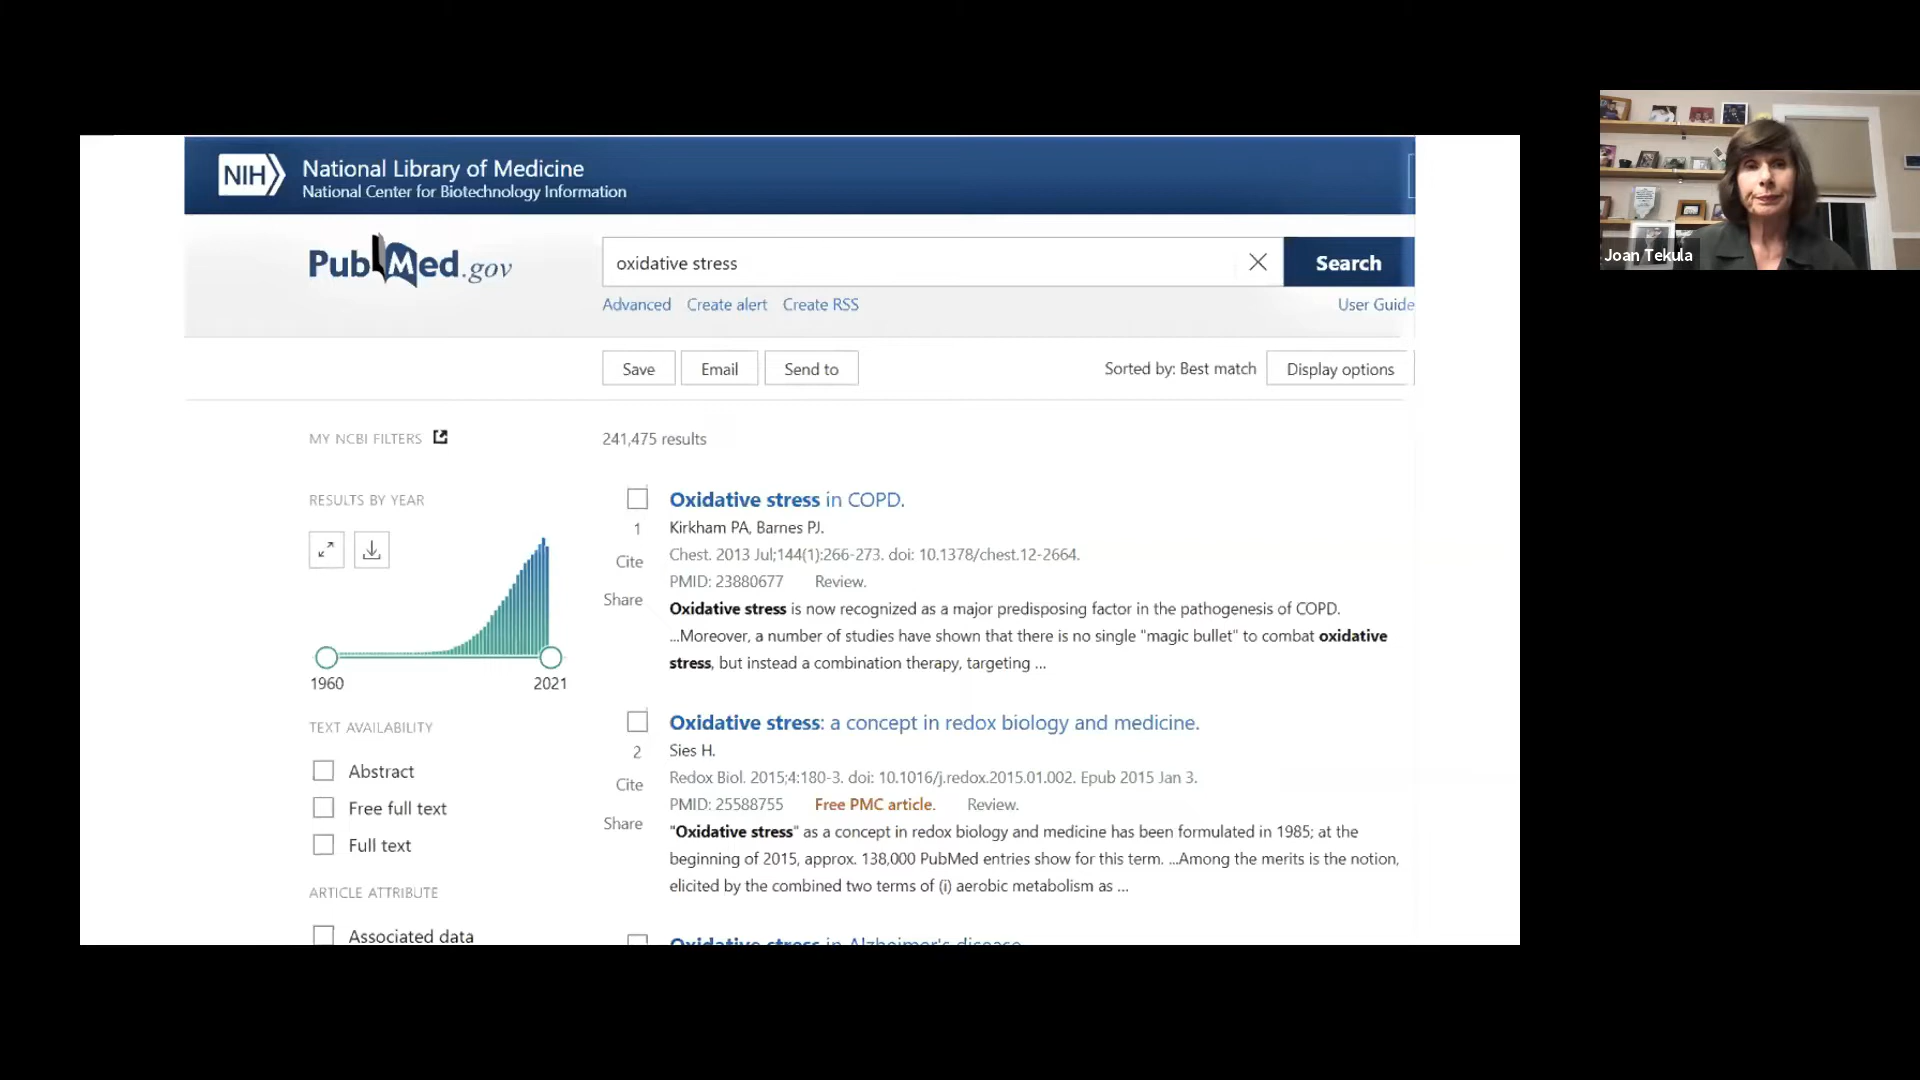 NIH National Library of Medicine
National Center for Biotechnology Information
PubMed.gov
oxidative stress
Search
Advanced Create alert Create RSS User Guide
Save Email Send to Sorted by: Best match Display options
MY NCBI FILTERS
241,475 results
RESULTS BY YEAR
1960 2021
TEXT AVAILABILITY
Abstract
Free full text
Full text
ARTICLE ATTRIBUTE
Associated data
Oxidative stress in COPD.
1 Kirkham PA, Barnes PJ.
Cite Chest. 2013 Jul;144(1):266-273. doi: 10.1378/chest.12-2664.
PMID: 23880677 Review.
Share Oxidative stress is now recognized as a major predisposing factor in the pathogenesis of COPD.
...Moreover, a number of studies have shown that there is no single "magic bullet" to combat oxidative
stress, but instead a combination therapy, targeting ...
Oxidative stress: a concept in redox biology and medicine.
2 Sies H.
Cite Redox Biol. 2015;4:180-3. doi: 10.1016/j.redox.2015.01.002. Epub 2015 Jan 3.
PMID: 25588755 Free PMC article. Review.
Share "Oxidative stress" as a concept in redox biology and medicine has been formulated in 1985; at the
beginning of 2015, approx. 138,000 PubMed entries show for this term. ...Among the merits is the notion,
elicited by the combined two terms of (i) aerobic metabolism as ...
Oxidative stress in Alzheimer's disease
Joan Tekula